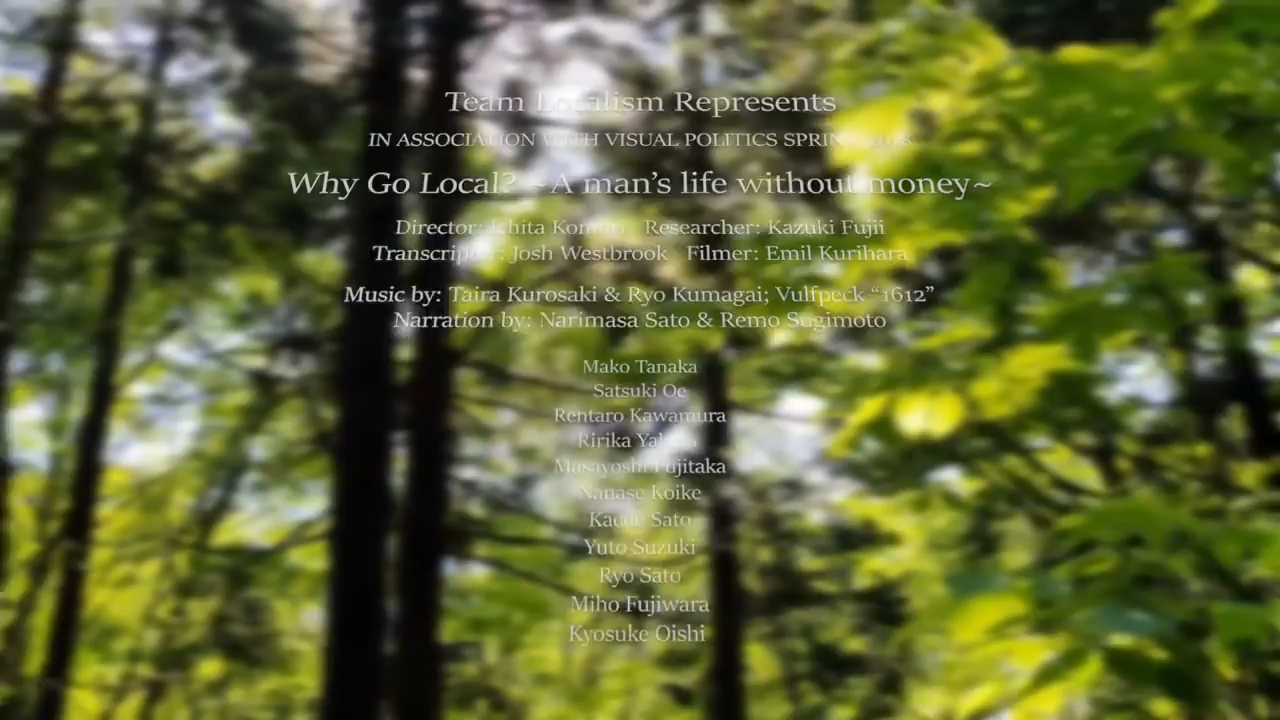 Team Localism Represents
IN ASSOCIATION WITH VISUAL POLITICS
Why Go Local? ~A man's life without money~
Director: Researcher: Kazuki Fujii
Josh Westbrook Filmer: Emil Kurihara
Music by: Taira Kurosaki & Ryo Kumagai; Vulfpeck “1612”
Narration by: Narimasa Sato & Remo Sugimoto
Mako Tanaka
Satsuki Oe
Rentaro Kawamura
Ririka
Masayoshi Fujitaka
Nanase Koike
Sato
Yuto Suzuki
Ryo Sato
Miho Fujiwara
Kyosuke Oishi